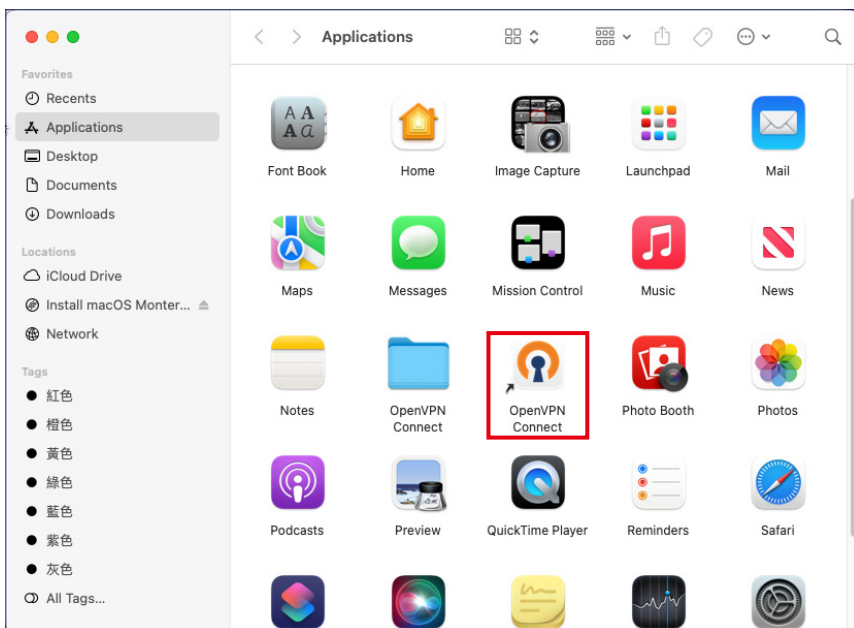 Applications
Favorites
Recents
Applications
Desktop
Documents
Downloads
Locations
iCloud Drive
Install macOS Monter...
Network
Tags
紅色
橙色
黃色
綠色
藍色
紫色
灰色
All Tags...
A A
A a
Font Book
Home
Image Capture
Launchpad
Mail
Maps
Messages
Mission Control
Music
News
Notes
OpenVPN
Connect
OpenVPN
Connect
Photo Booth
Photos
Podcasts
Preview
QuickTime Player
Reminders
Safari